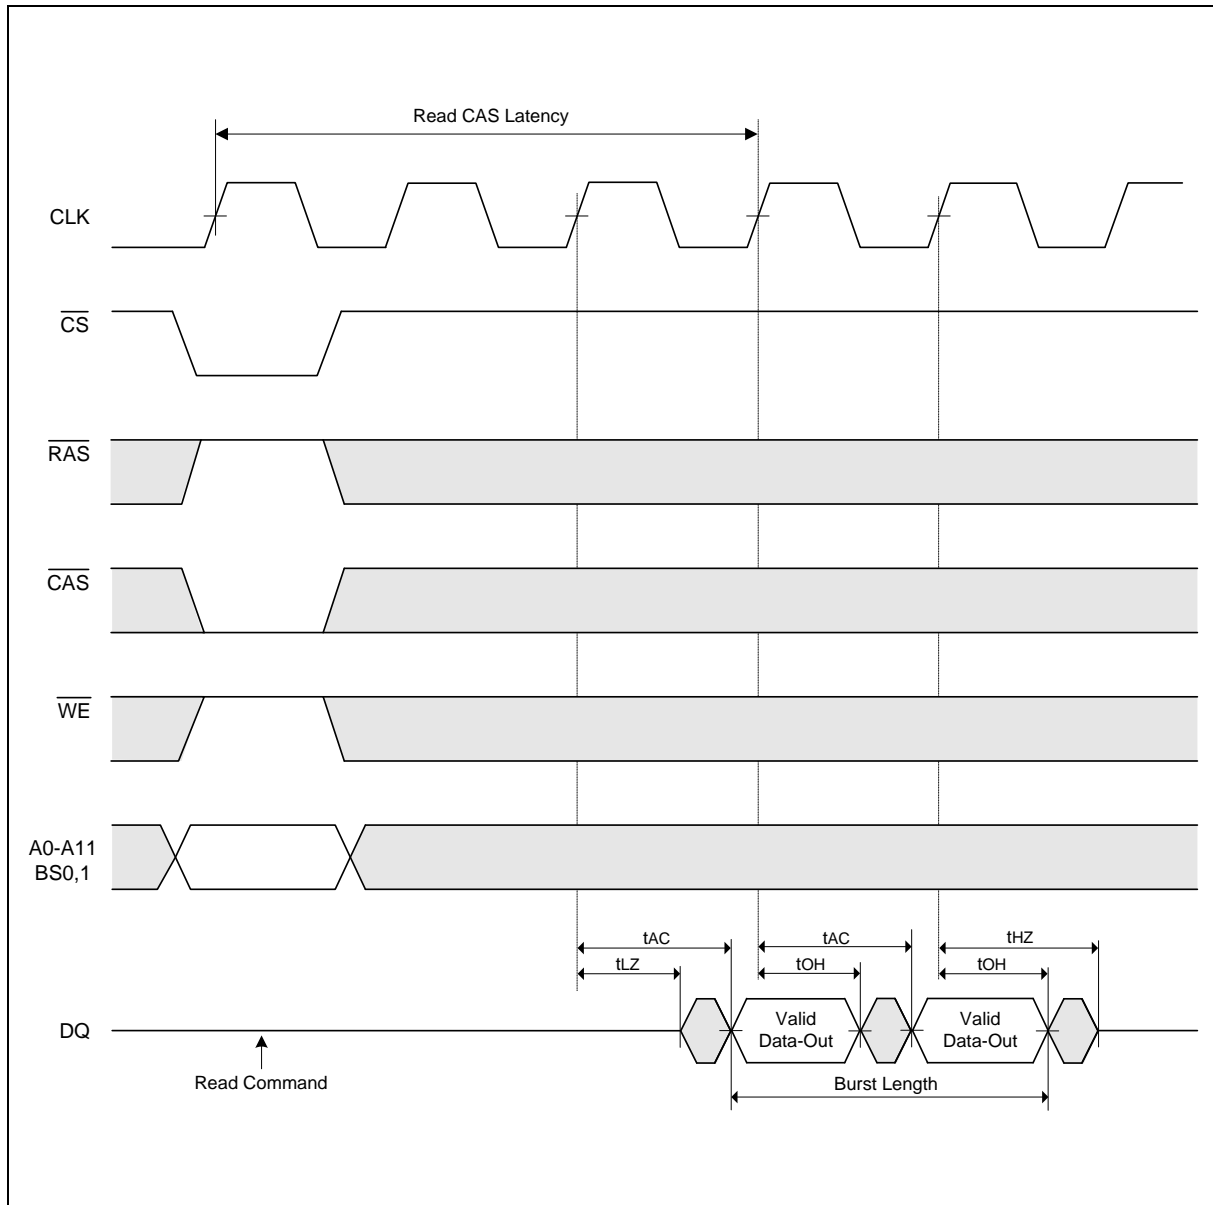 Read CAS Latency
CLK
CS
RAS
CAS
WE
A0-A11
BS0,1
tAC
tAC
tHZ
tLZ
tOH
tOH
DQ
Valid
Data-Out
Valid
Data-Out
Read Command
Burst Length